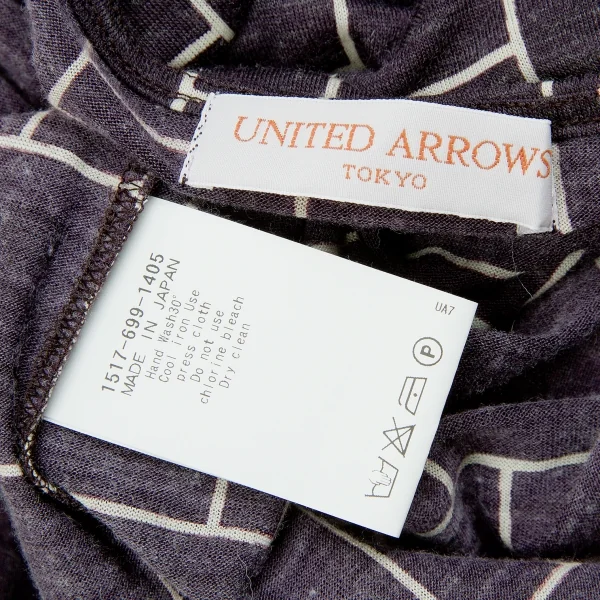 UNITED ARROWS
TOKYO
1517-699-1405
MADE IN JAPAN
Hand Wash30°
Cool iron Use
press cloth
Do not use
chlorine bleach
Dry clean
UA7
P